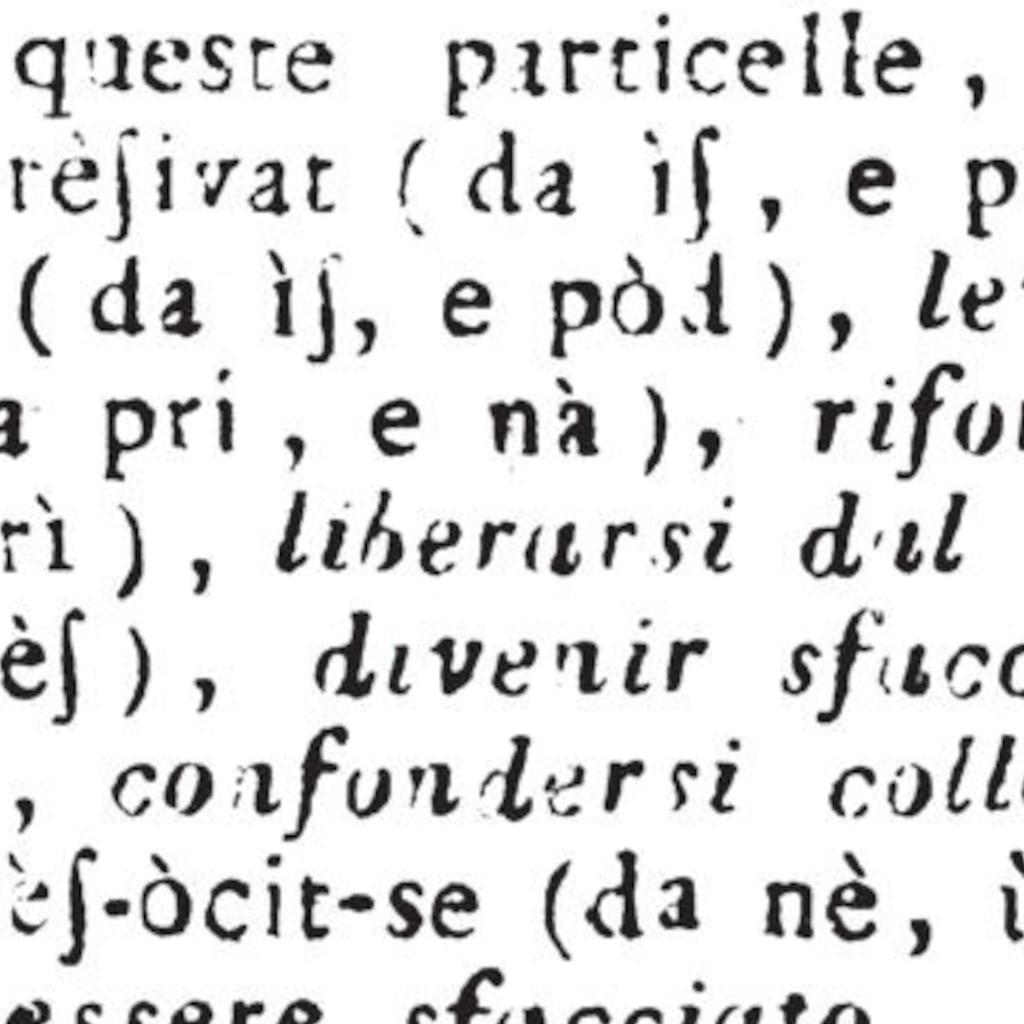 queste particelle,
rèſivat (da ìſ, e p
(da ìſ, e pòd), le
a pri, e nà), rifo
rì), liberarsi dal
èſ), divenir sfacc
, confondersi coll
èſ-òcit-se (da nè, ì
essere sfacciato